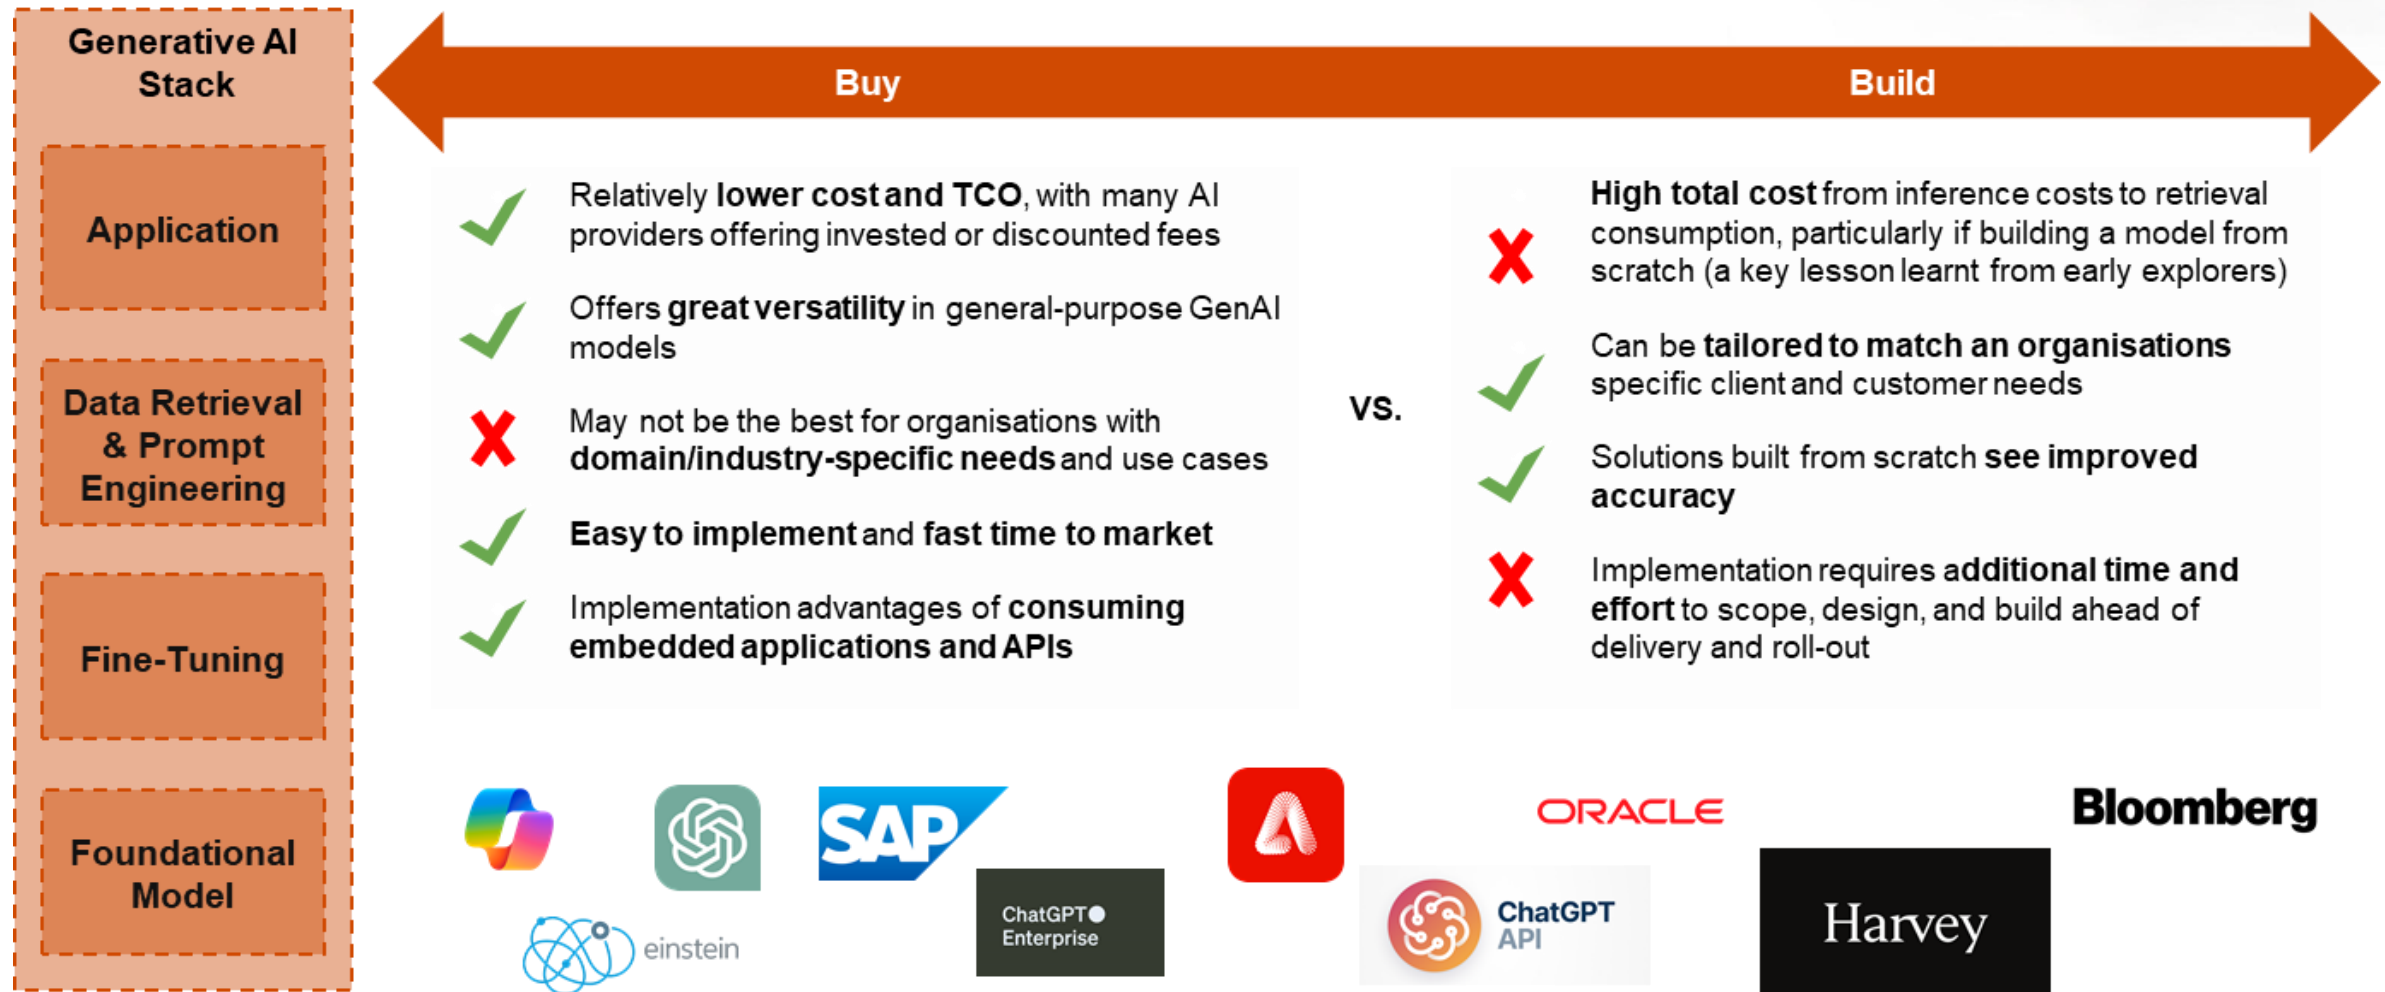 Generative AI
Stack
Application
Data Retrieval
& Prompt
Engineering
Fine-Tuning
Foundational
Model
Buy
Build
Relatively lower cost and TCO, with many AI
providers offering invested or discounted fees
Offers great versatility in general-purpose GenAI
models
May not be the best for organisations with
domain/industry-specific needs and use cases
Easy to implement and fast time to market
Implementation advantages of consuming
embedded applications and APIs
VS.
High total cost from inference costs to retrieval
consumption, particularly if building a model from
scratch (a key lesson learnt from early explorers)
Can be tailored to match an organisations
specific client and customer needs
Solutions built from scratch see improved
accuracy
Implementation requires additional time and
effort to scope, design, and build ahead of
delivery and roll-out
SAP
ORACLE
Bloomberg
einstein
ChatGPT
Enterprise
ChatGPT
API
Harvey